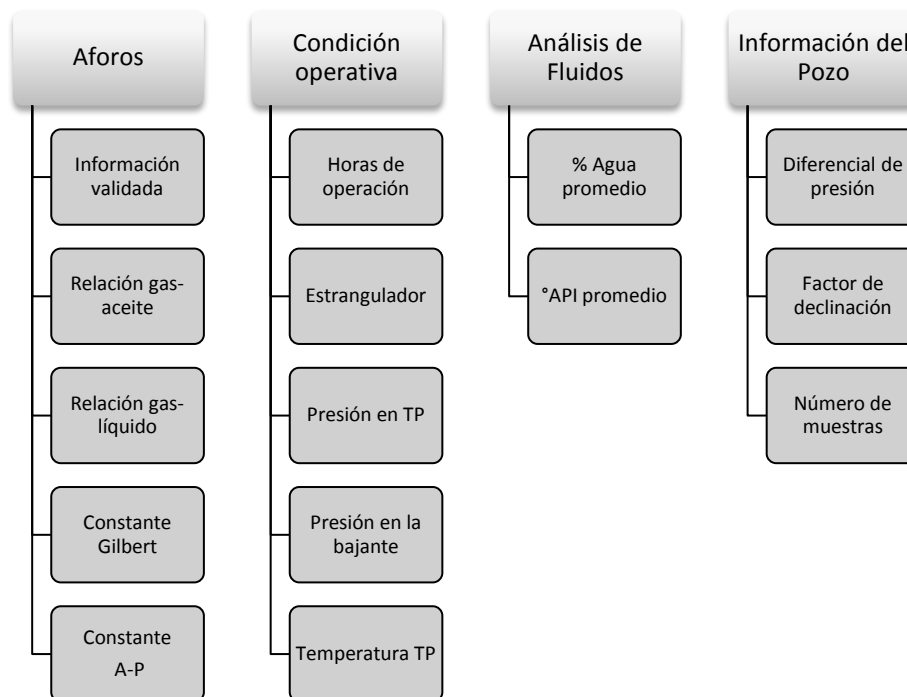 Aforos
Información
validada
Relación gas-
aceite
Relación gas-
líquido
Constante
Gilbert
Constante
A-P
Condición
operativa
Horas de
operación
Estrangulador
Presión en TP
Presión en la
bajante
Temperatura TP
Análisis de
Fluidos
% Agua
promedio
°API promedio
Información del
Pozo
Diferencial de
presión
Factor de
declinación
Número de
muestras